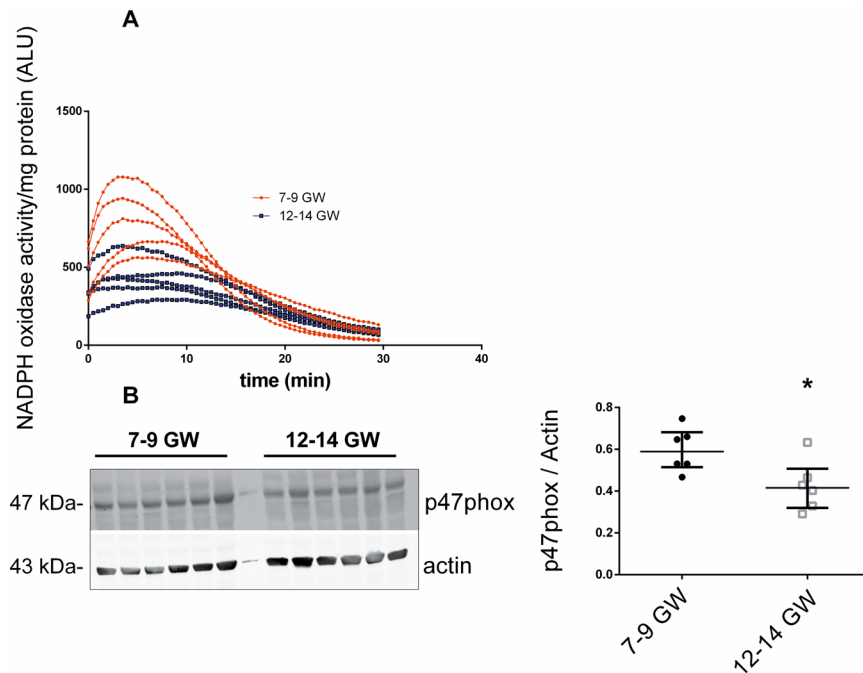 A
NADPH oxidase activity/mg protein (ALU)
1500
1000
500
0
7-9 GW
12-14 GW
0 10 20 30 40
time (min)
B
7-9 GW 12-14 GW
47 kDa- p47phox
43 kDa- actin
*
p47phox / Actin
0.8
0.6
0.4
0.2
0.0
7-9 GW
12-14 GW